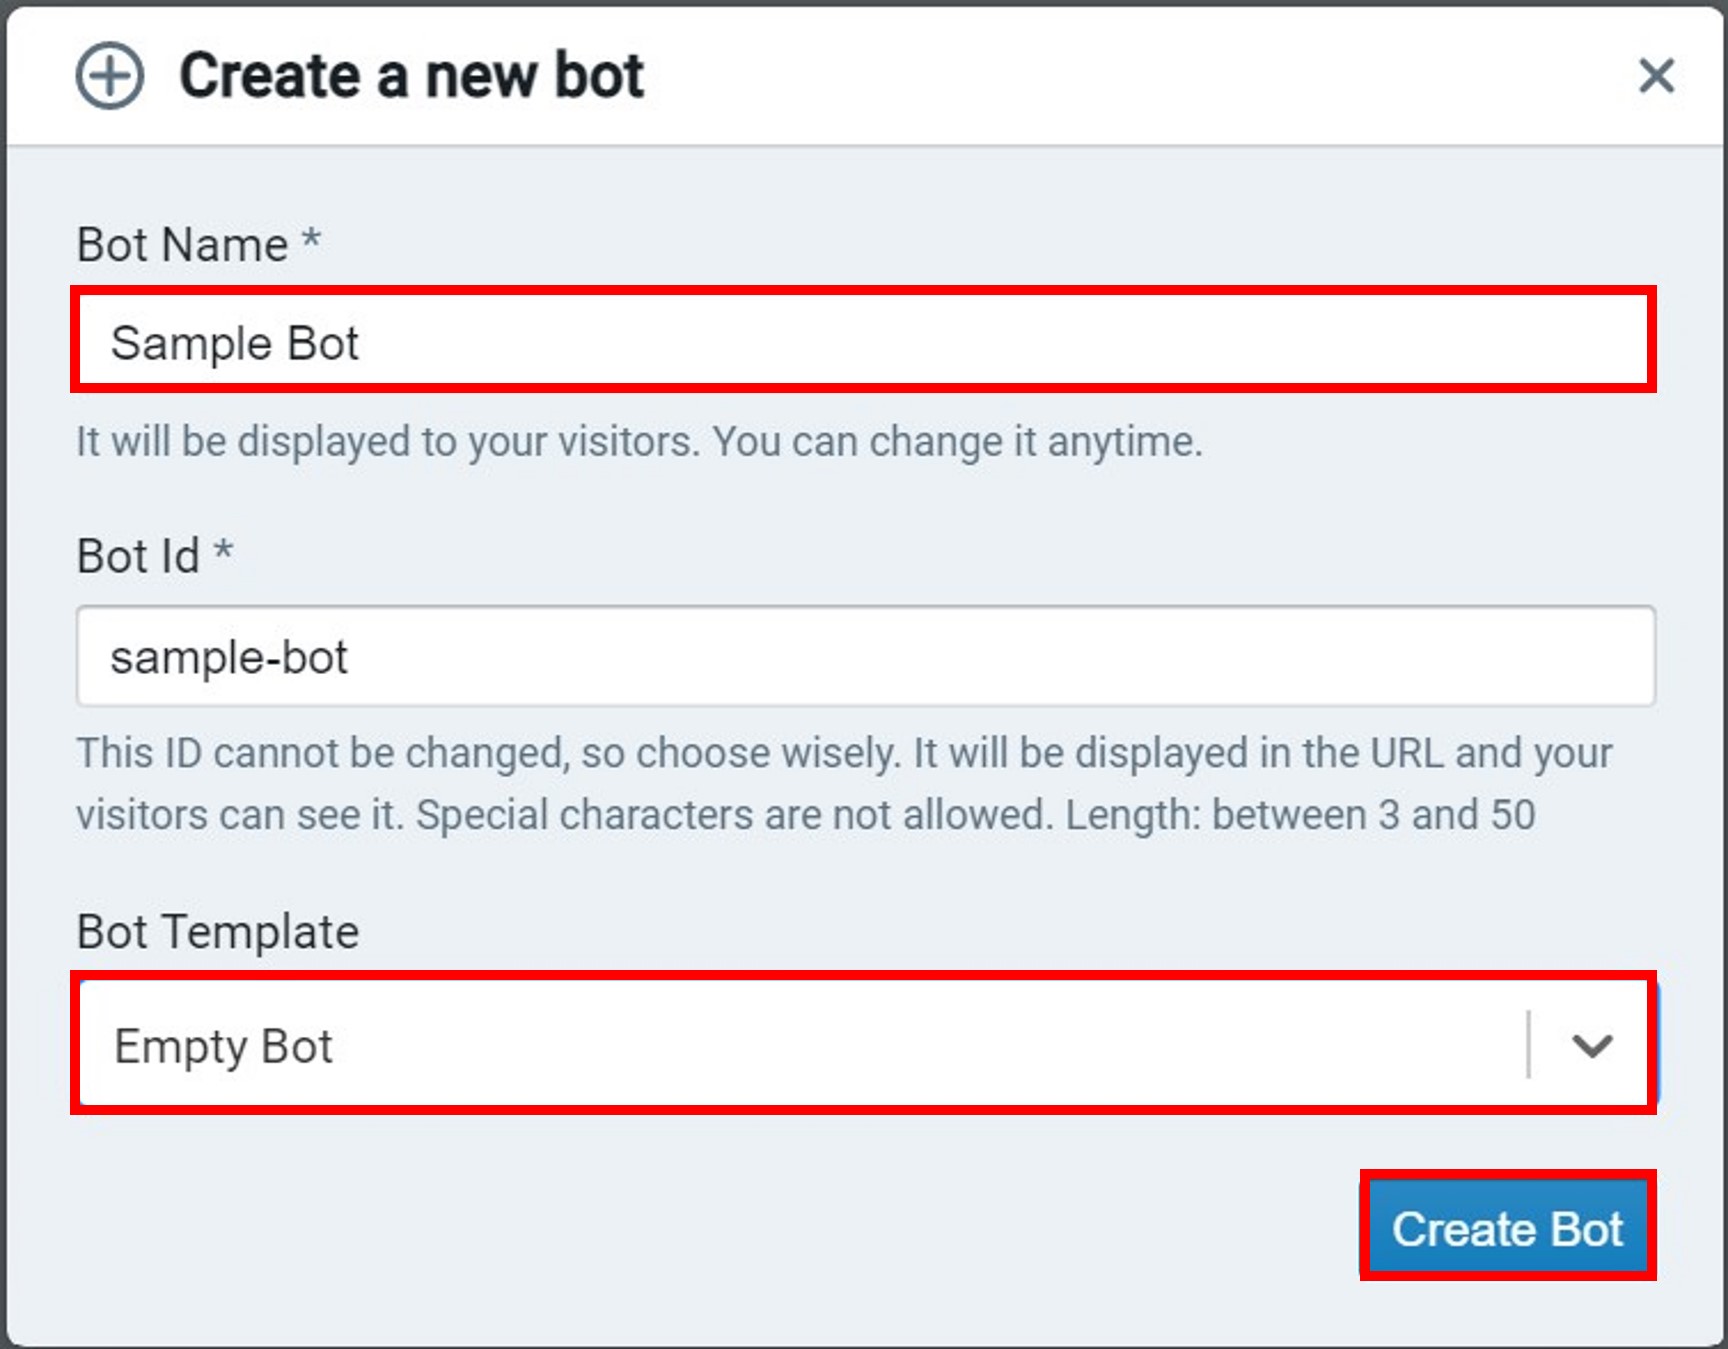 Create a new bot
Bot Name *
Sample Bot
It will be displayed to your visitors. You can change it anytime.
Bot Id *
sample-bot
This ID cannot be changed, so choose wisely. It will be displayed in the URL and your
visitors can see it. Special characters are not allowed. Length: between 3 and 50
Bot Template
Empty Bot
Create Bot